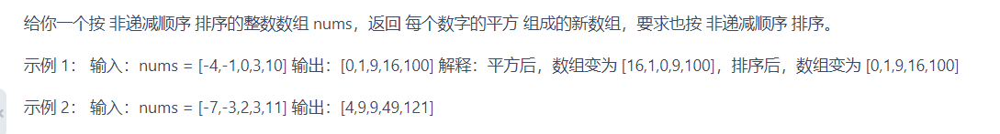 给你一个按 非递减顺序 排序的整数数组 nums，返回 每个数字的平方 组成的新数组，要求也按 非递减顺序 排序。
示例 1： 输入：nums = [-4,-1,0,3,10] 输出：[0,1,9,16,100] 解释：平方后，数组变为 [16,1,0,9,100]，排序后，数组变为 [0,1,9,16,100]
示例 2： 输入：nums = [-7,-3,2,3,11] 输出：[4,9,9,49,121]